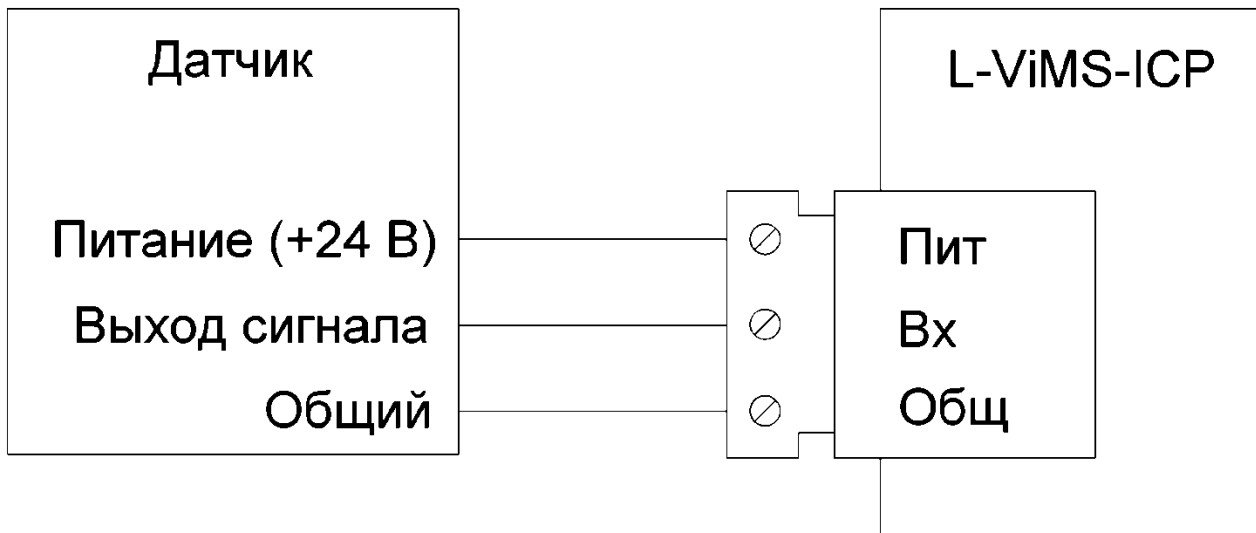 Датчик
L-ViMS-ICP
Питание (+24 В)
Пит
Выход сигнала
Вх
Общий
Общ